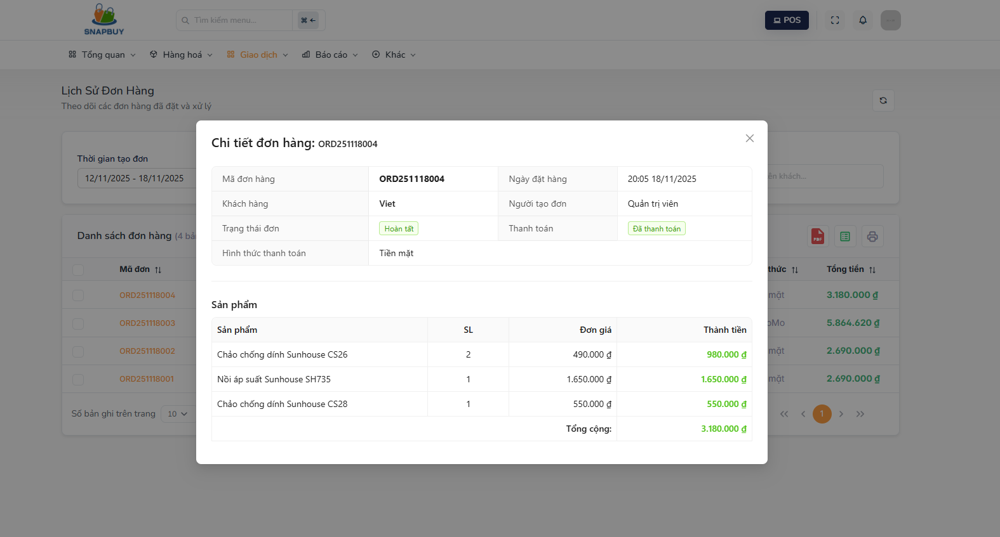 SNAPBUY
Tìm kiếm menu...
POS
Tổng quan
Hàng hoá
Giao dịch
Báo cáo
Khác
Lịch Sử Đơn Hàng
Theo dõi các đơn hàng đã đặt và xử lý
Thời gian tạo đơn
12/11/2025 - 18/11/2025
khách...
Danh sách đơn hàng (4
PDF
Mã đơn
thức
Tổng tiền
ORD251118004
mặt
3.180.000 ₫
ORD251118003
5.864.620 ₫
ORD251118002
mặt
2.690.000 ₫
ORD251118001
mặt
2.690.000 ₫
Số bản ghi trên trang
10
1
Chi tiết đơn hàng: ORD251118004
Mã đơn hàng
ORD251118004
Ngày đặt hàng
20:05 18/11/2025
Khách hàng
Viet
Người tạo đơn
Quản trị viên
Trạng thái đơn
Hoàn tất
Thanh toán
Đã thanh toán
Hình thức thanh toán
Tiền mặt
Sản phẩm
Sản phẩm
SL
Đơn giá
Thành tiền
Chảo chống dính Sunhouse CS26
2
490.000 ₫
980.000 ₫
Nồi áp suất Sunhouse SH735
1
1.650.000 ₫
1.650.000 ₫
Chảo chống dính Sunhouse CS28
1
550.000 ₫
550.000 ₫
Tổng cộng:
3.180.000 ₫